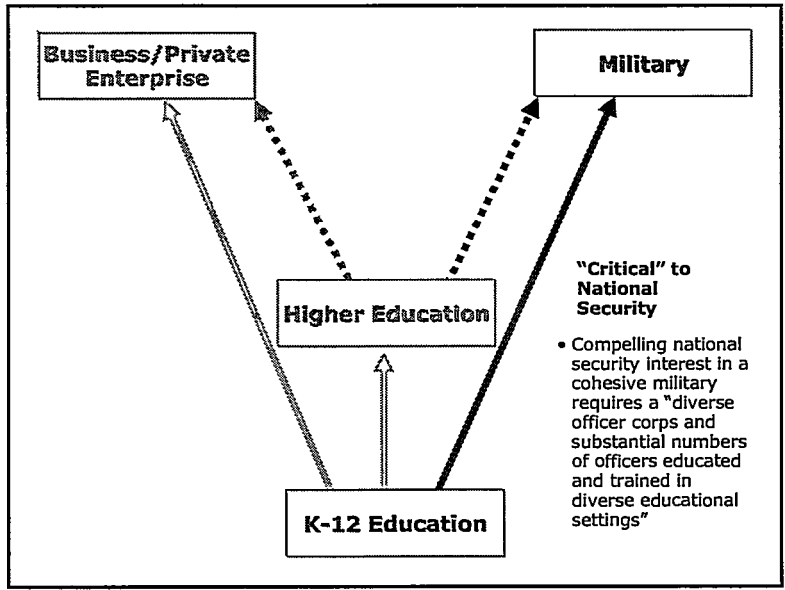 Business/Private
Enterprise
Military
Higher Education
K-12 Education
“Critical” to
National
Security
• Compelling national
security interest in a
cohesive military
requires a “diverse
officer corps and
substantial numbers
of officers educated
and trained in
diverse educational
settings”